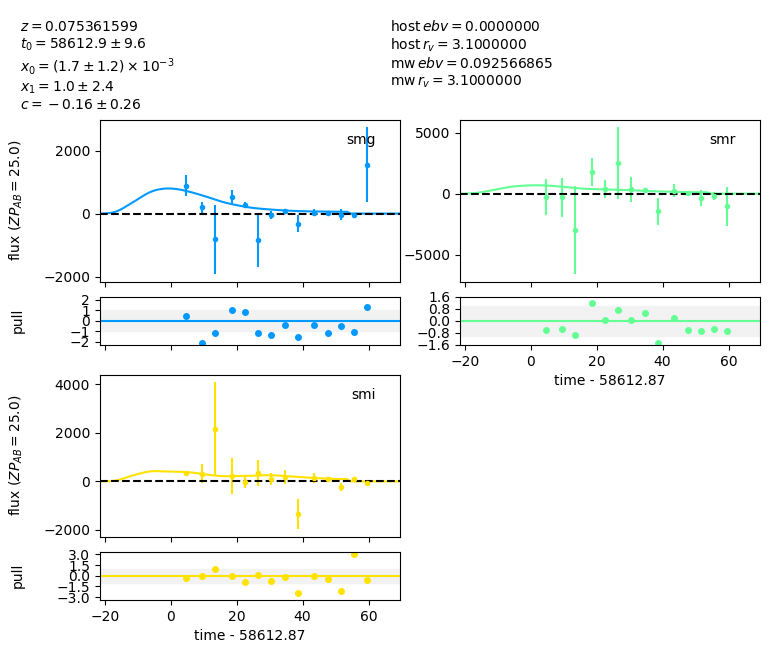 z = 0.075361599
t₀ = 58612.9 ± 9.6
x₀ = (1.7 ± 1.2) × 10⁻³
x₁ = 1.0 ± 2.4
c = −0.16 ± 0.26
host ebv = 0.0000000
host r_v = 3.1000000
mw ebv = 0.092566865
mw r_v = 3.1000000
smg
flux (ZP_AB = 25.0)
2000
0
−2000
smr
5000
0
−5000
pull
2
1
0
−1
−2
1.6
0.8
0.0
−0.8
−1.6
−20 0 20 40 60
time - 58612.87
smi
flux (ZP_AB = 25.0)
4000
2000
0
−2000
pull
3.0
1.5
0.0
−1.5
−3.0
−20 0 20 40 60
time - 58612.87